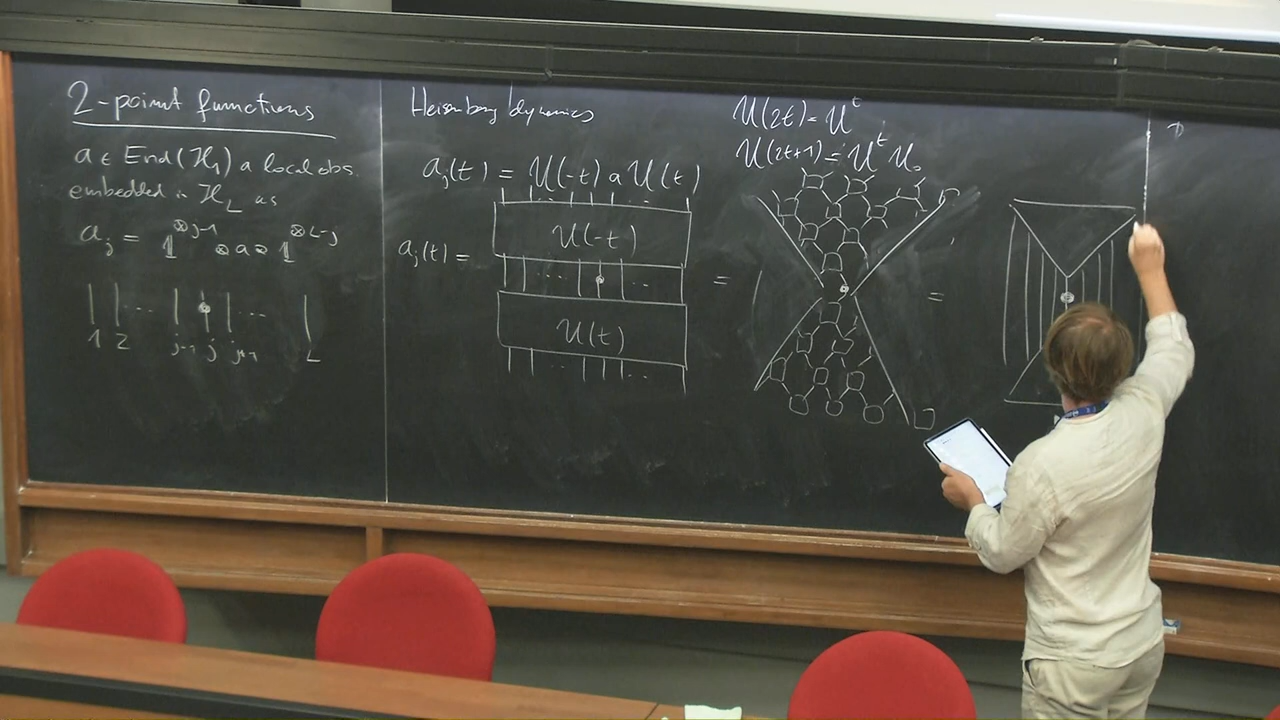 2-point functions
a ∈ End(ℋ₁) a local obs.
embedded in ℋ_L as
a_j = 𝟙^{⊗j-1} ⊗ a ⊗ 𝟙^{⊗L-j}
... ...
1 2 j-1 j j+1 L
Heisenberg dynamics
a_j(t) = U(-t) a U(t)
a_j(t) =
U(-t)
...
U(t)
=
U(2t) = U^t
U(2t+1) = U^t U_0
=